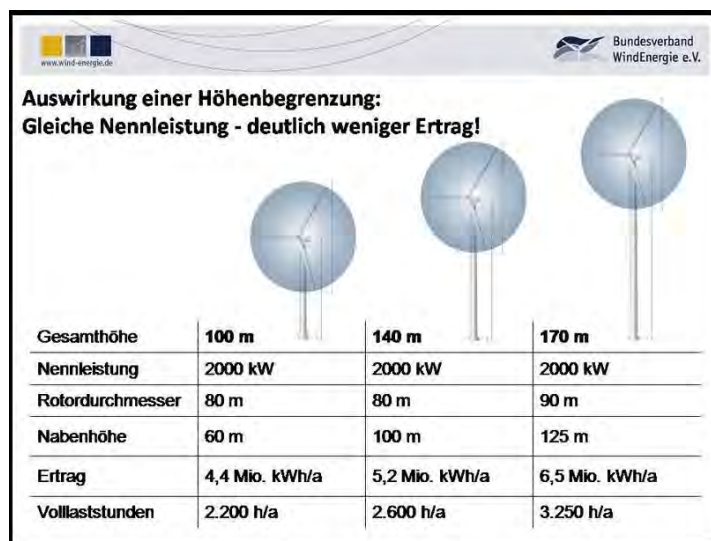 www.wind-energie.de
Bundesverband
WindEnergie e.V.
Auswirkung einer Höhenbegrenzung:
Gleiche Nennleistung - deutlich weniger Ertrag!
Gesamthöhe 100 m 140 m 170 m
Nennleistung 2000 kW 2000 kW 2000 kW
Rotordurchmesser 80 m 80 m 90 m
Nabenhöhe 60 m 100 m 125 m
Ertrag 4,4 Mio. kWh/a 5,2 Mio. kWh/a 6,5 Mio. kWh/a
Volllaststunden 2.200 h/a 2.600 h/a 3.250 h/a